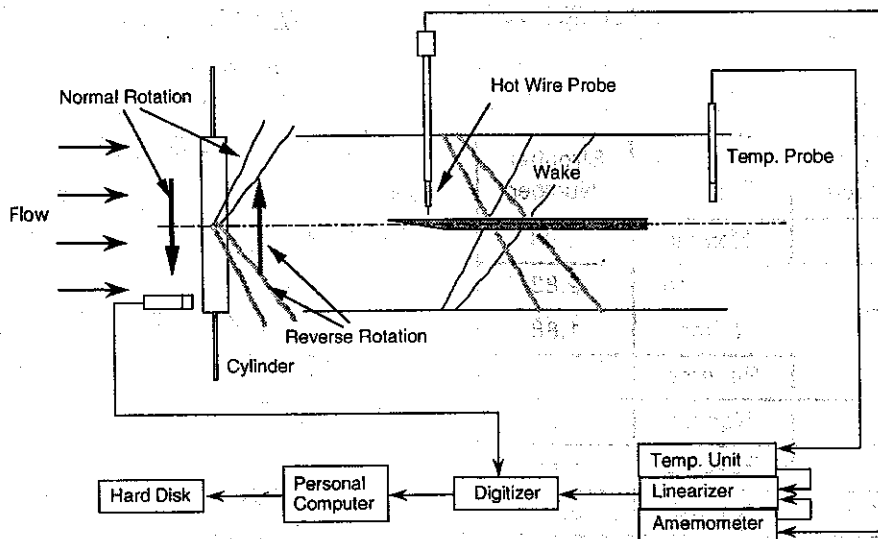 Normal Rotation
Hot Wire Probe
Temp. Probe
Wake
Flow
Reverse Rotation
Cylinder
Temp. Unit
Hard Disk
Personal
Computer
Digitizer
Linearizer
Amemometer